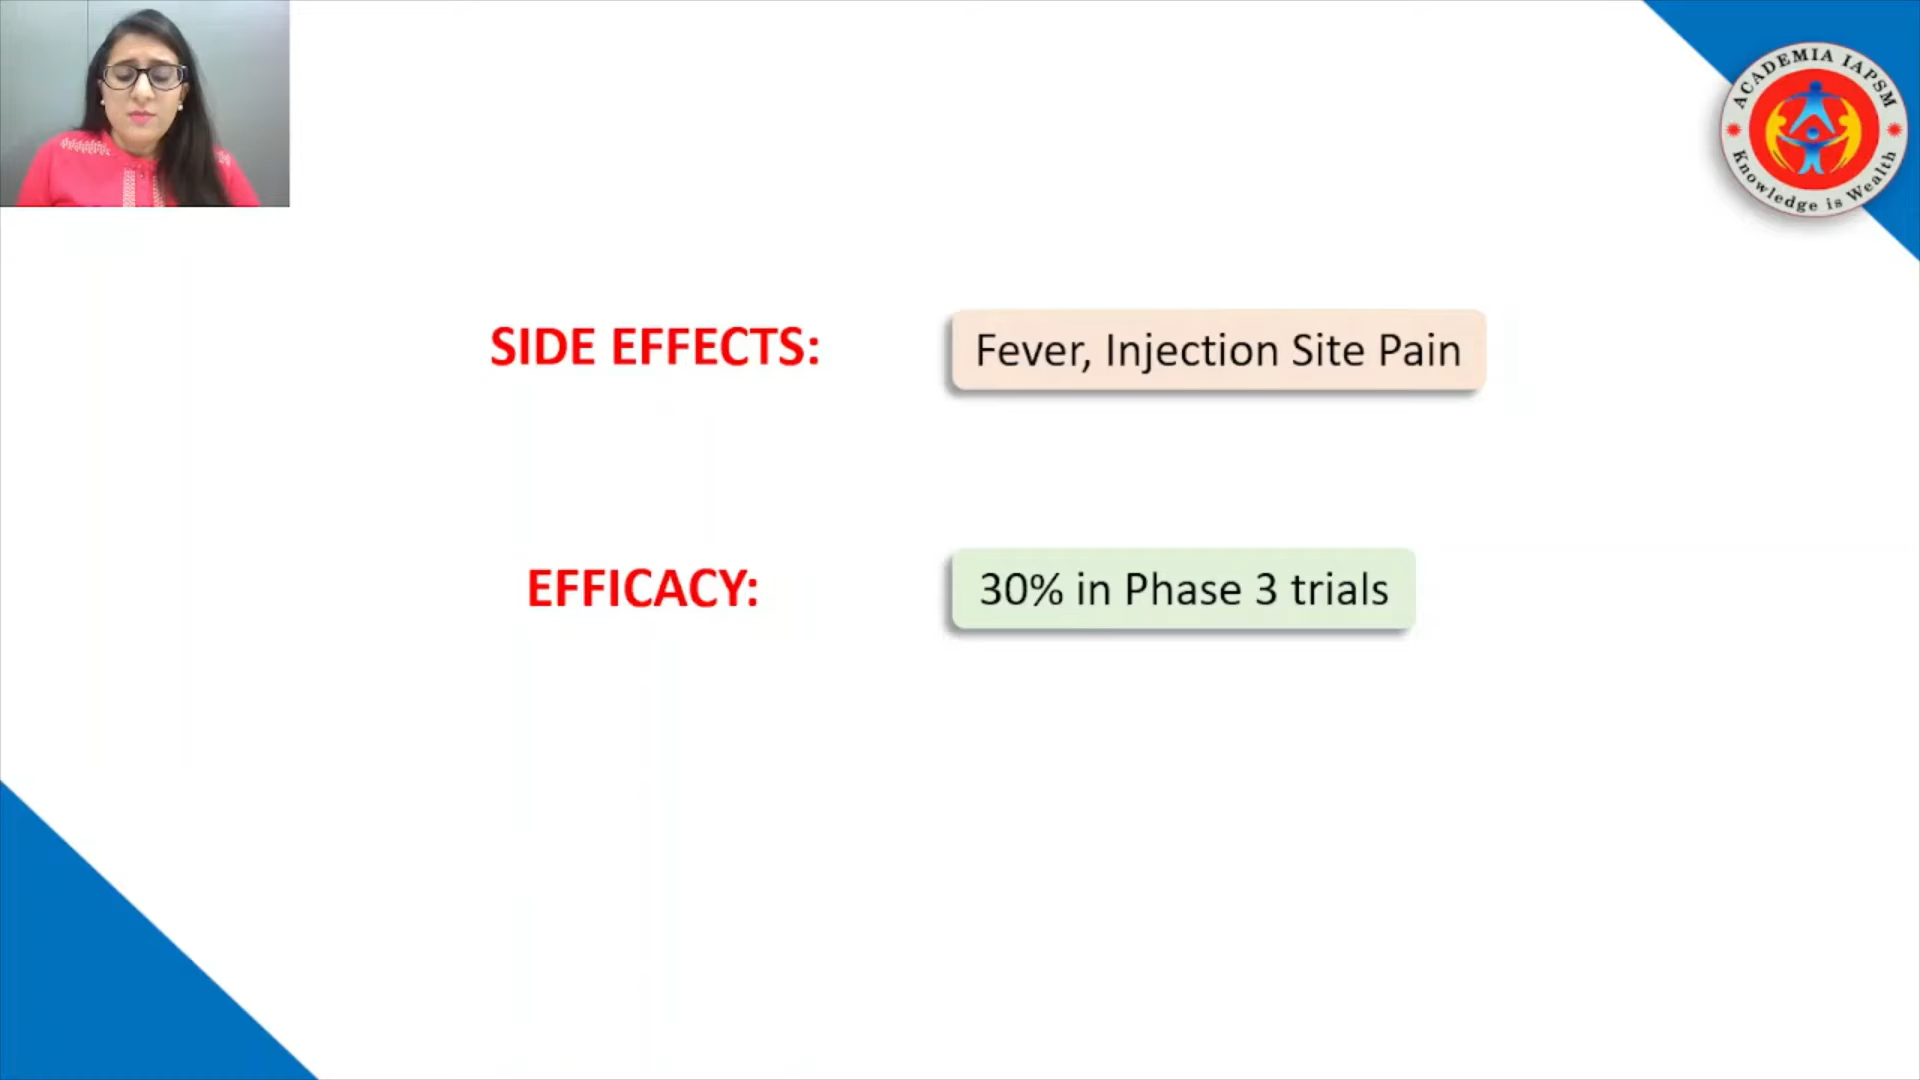 ACADEMIA IAPSM
Knowledge is Wealth
SIDE EFFECTS:
Fever, Injection Site Pain
EFFICACY:
30% in Phase 3 trials